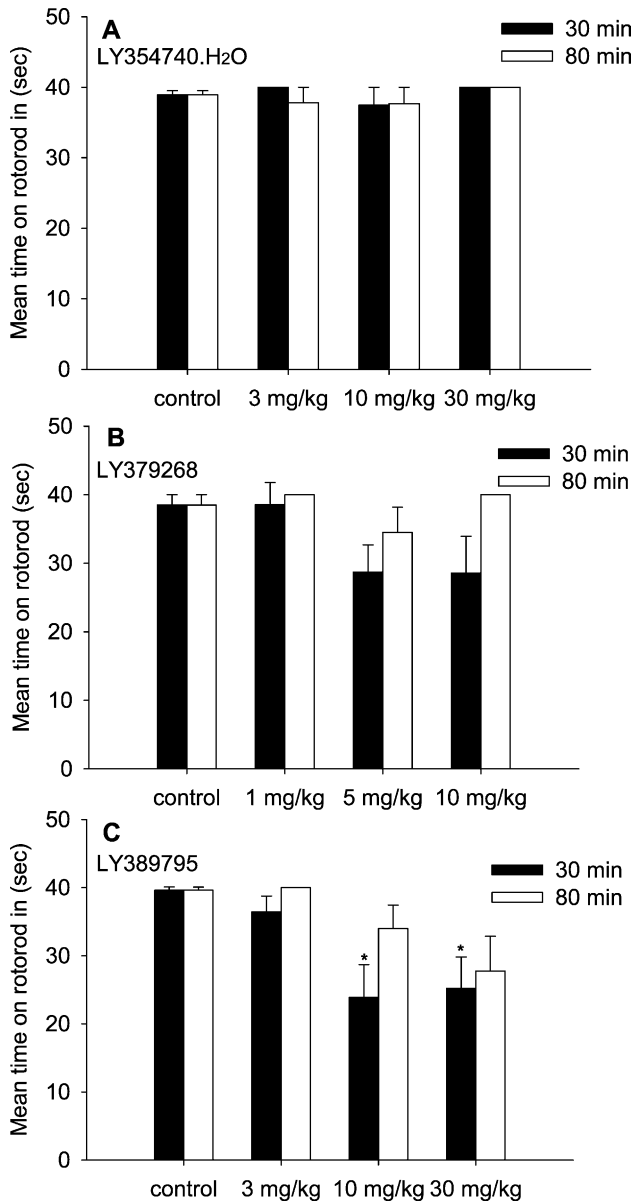 A
LY354740.H2O
30 min
80 min
Mean time on rotorod in (sec)
50
40
30
20
10
0
control 3 mg/kg 10 mg/kg 30 mg/kg
B
LY379268
30 min
80 min
Mean time on rotorod (sec)
50
40
30
20
10
0
control 1 mg/kg 5 mg/kg 10 mg/kg
C
LY389795
30 min
80 min
Mean time on rotorod in (sec)
50
40
30
20
10
0
* *
control 3 mg/kg 10 mg/kg 30 mg/kg